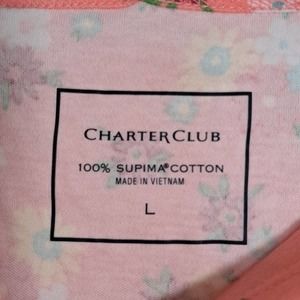 CHARTER CLUB
100% SUPIMA® COTTON
MADE IN VIETNAM
L